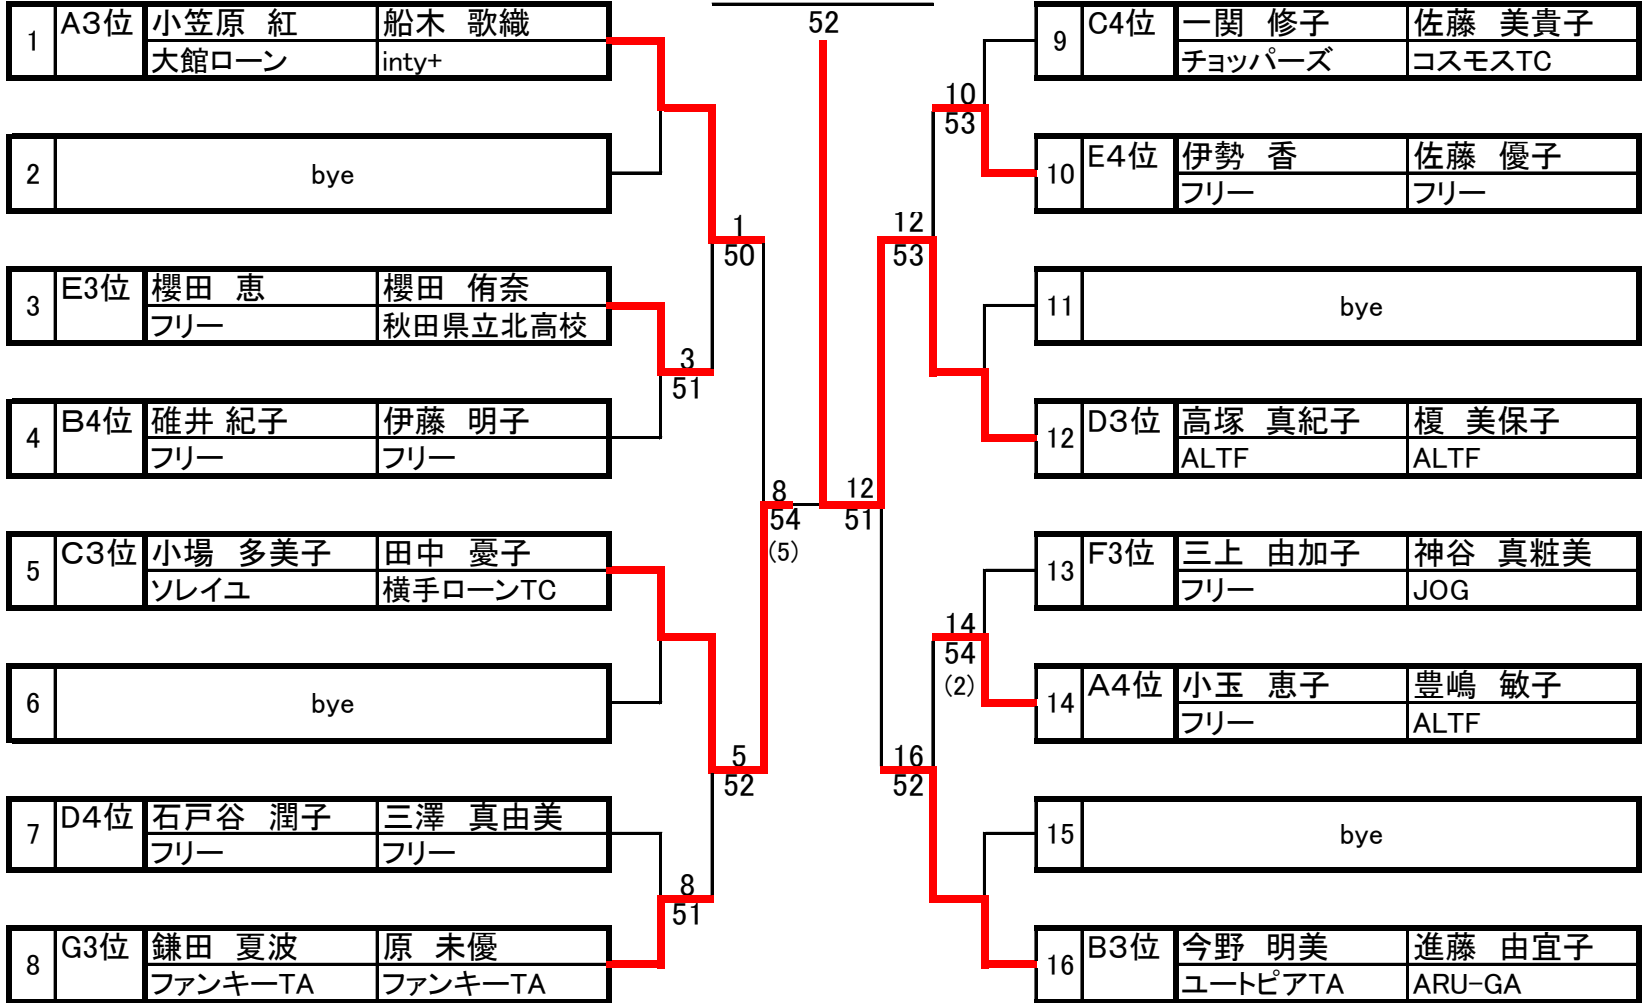 1 A3位 小笠原 紅 船木 歌織
大館ローン inty+
2 bye
1
50
3 E3位 櫻田 恵 櫻田 侑奈
フリー 秋田県立北高校
3
51
4 B4位 碓井 紀子 伊藤 明子
フリー フリー
8
54
(5)
5 C3位 小場 多美子 田中 憂子
ソレイユ 横手ローンTC
6 bye
5
52
7 D4位 石戸谷 潤子 三澤 真由美
フリー フリー
8
51
8 G3位 鎌田 夏波 原 未優
ファンキーTA ファンキーTA
52
9 C4位 一関 修子 佐藤 美貴子
チョッパーズ コスモスTC
10
53
10 E4位 伊勢 香 佐藤 優子
フリー フリー
12
53
11 bye
12 D3位 高塚 真紀子 榎 美保子
ALTF ALTF
12
51
13 F3位 三上 由加子 神谷 真粧美
フリー JOG
14
54
(2)
14 A4位 小玉 恵子 豊嶋 敏子
フリー ALTF
16
52
15 bye
16 B3位 今野 明美 進藤 由宜子
ユートピアTA ARU-GA